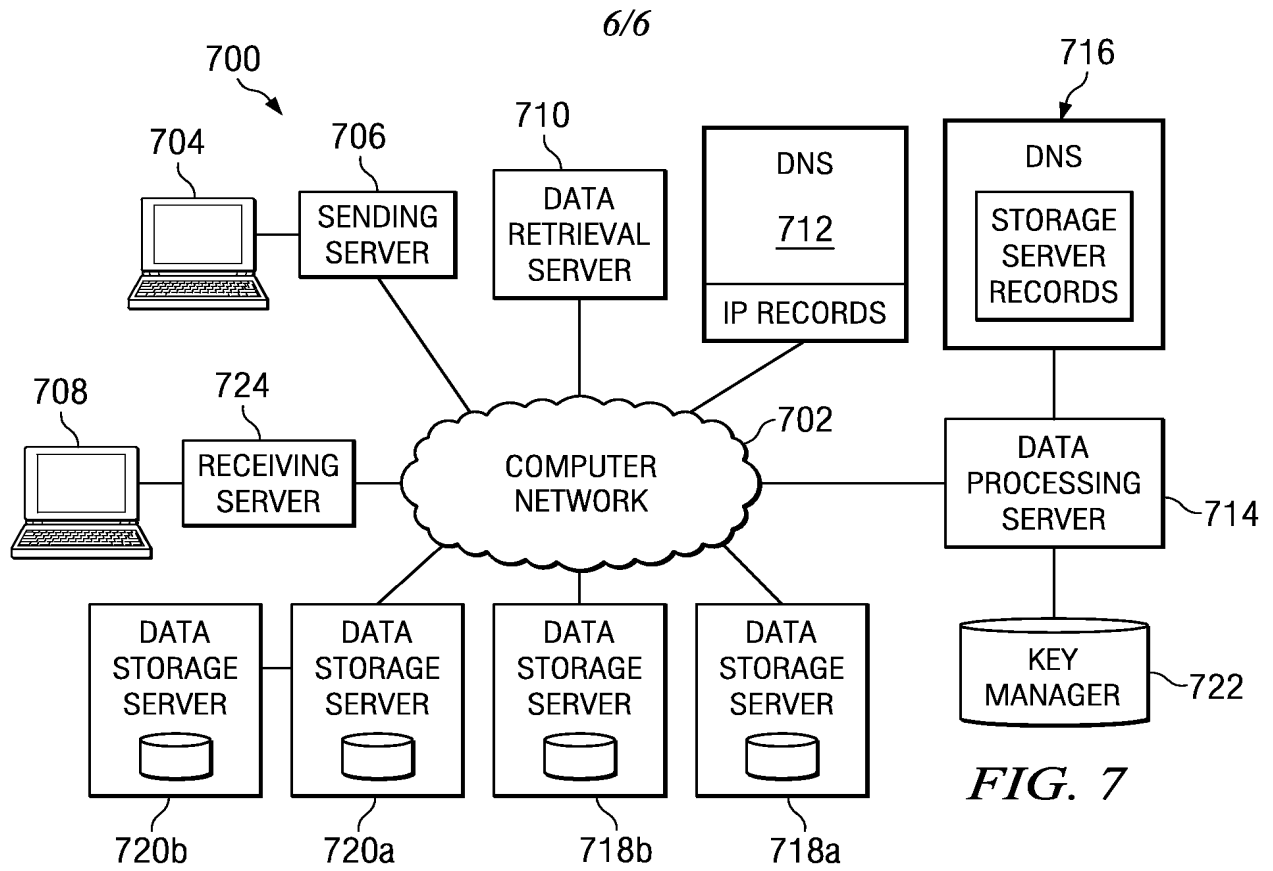 6/6
700
704
706
SENDING
SERVER
710
DATA
RETRIEVAL
SERVER
DNS
712
IP RECORDS
716
DNS
STORAGE
SERVER
RECORDS
708
724
RECEIVING
SERVER
COMPUTER
NETWORK
702
DATA
PROCESSING
SERVER
714
DATA
STORAGE
SERVER
720b
DATA
STORAGE
SERVER
720a
DATA
STORAGE
SERVER
718b
DATA
STORAGE
SERVER
718a
KEY
MANAGER
722
FIG. 7